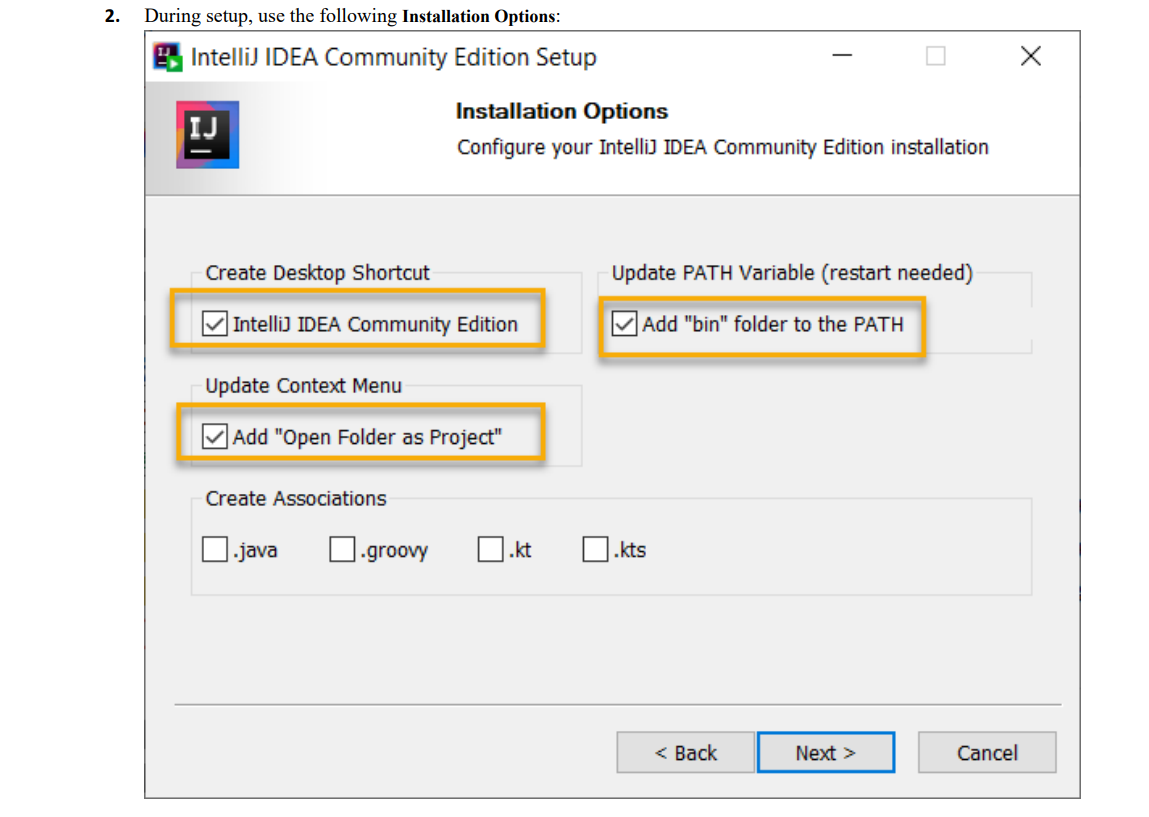 2. During setup, use the following Installation Options:
IntelliJ IDEA Community Edition Setup
IJ
Installation Options
Configure your IntelliJ IDEA Community Edition installation
Create Desktop Shortcut
IntelliJ IDEA Community Edition
Update PATH Variable (restart needed)
Add "bin" folder to the PATH
Update Context Menu
Add "Open Folder as Project"
Create Associations
.java .groovy .kt .kts
< Back Next > Cancel